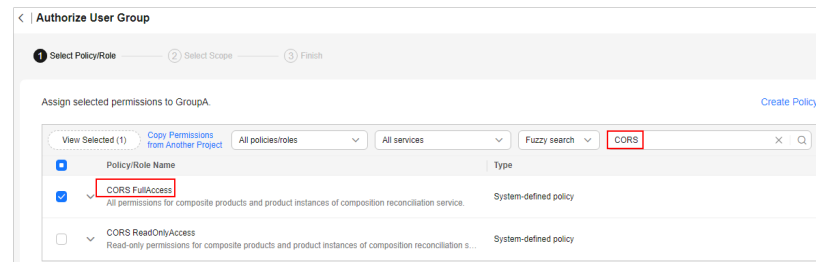 Authorize User Group
1 Select Policy/Role 2 Select Scope 3 Finish
Assign selected permissions to GroupA. Create Policy
View Selected (1) Copy Permissions from Another Project All policies/roles All services Fuzzy search CORS
Policy/Role Name Type
CORS FullAccess
All permissions for composite products and product instances of composition reconciliation service. System-defined policy
CORS ReadOnlyAccess
Read-only permissions for composite products and product instances of composition reconciliation s... System-defined policy